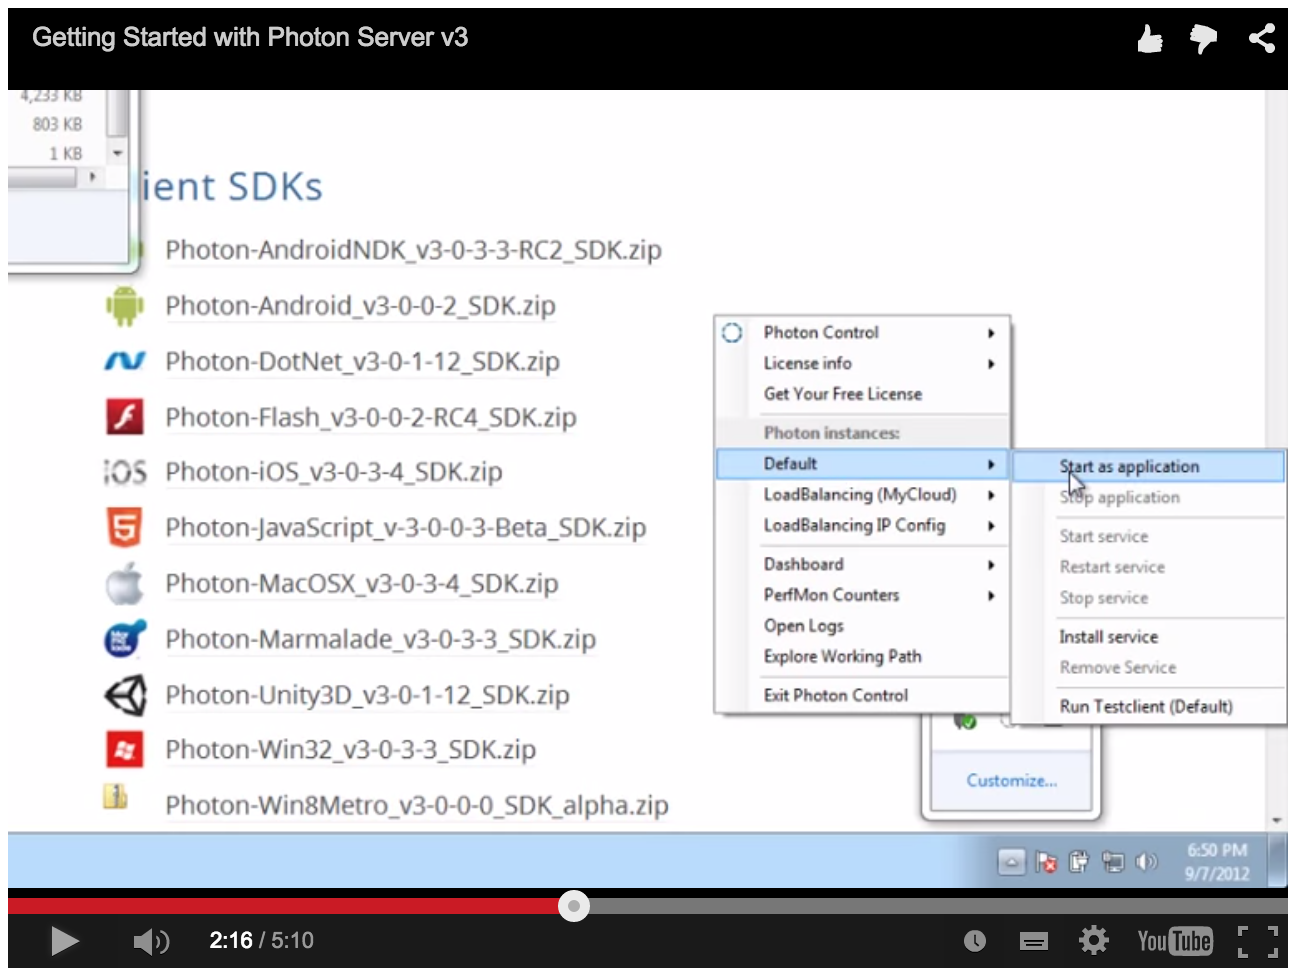 Getting Started with Photon Server v3
4,233 KB
803 KB
1 KB
ient SDKs
Photon-AndroidNDK_v3-0-3-3-RC2_SDK.zip
Photon-Android_v3-0-0-2_SDK.zip
Photon-DotNet_v3-0-1-12_SDK.zip
Photon-Flash_v3-0-0-2-RC4_SDK.zip
iOS Photon-iOS_v3-0-3-4_SDK.zip
5 Photon-JavaScript_v-3-0-0-3-Beta_SDK.zip
Photon-MacOSX_v3-0-3-4_SDK.zip
Photon-Marmalade_v3-0-3-3_SDK.zip
Photon-Unity3D_v3-0-1-12_SDK.zip
Photon-Win32_v3-0-3-3_SDK.zip
Photon-Win8Metro_v3-0-0-0_SDK_alpha.zip
Photon Control
License info
Get Your Free License
Photon instances:
Default
LoadBalancing (MyCloud)
LoadBalancing IP Config
Dashboard
PerfMon Counters
Open Logs
Explore Working Path
Exit Photon Control
Start as application
Stop application
Start service
Restart service
Stop service
Install service
Remove Service
Run Testclient (Default)
Customize...
6:50 PM
9/7/2012
2:16 / 5:10
YouTube